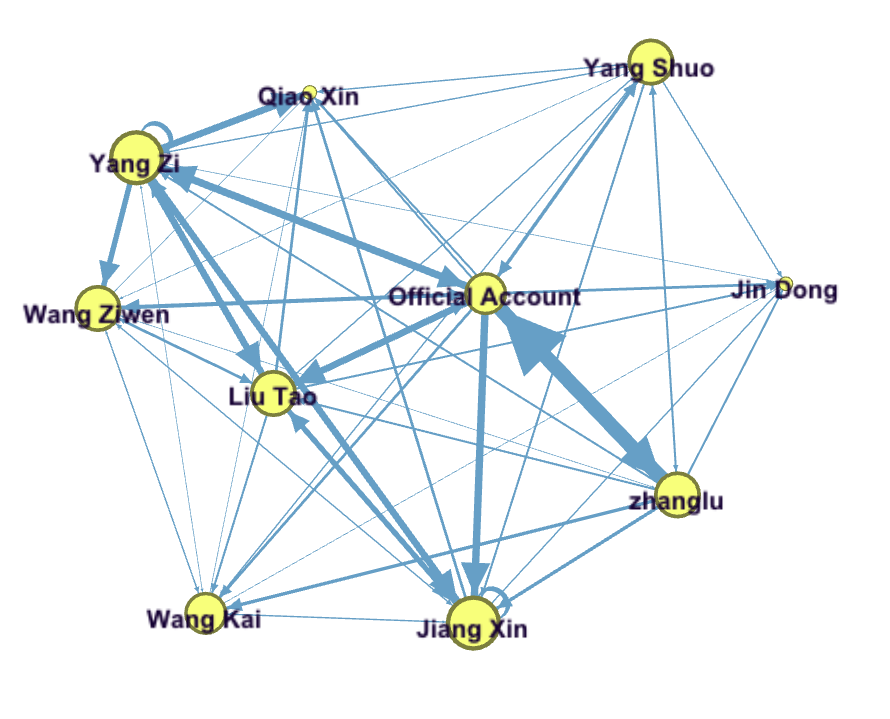 Yang Shuo
Qiao Xin
Yang Zi
Official Account
Jin Dong
Wang Ziwen
Liu Tao
zhanglu
Wang Kai
Jiang Xin